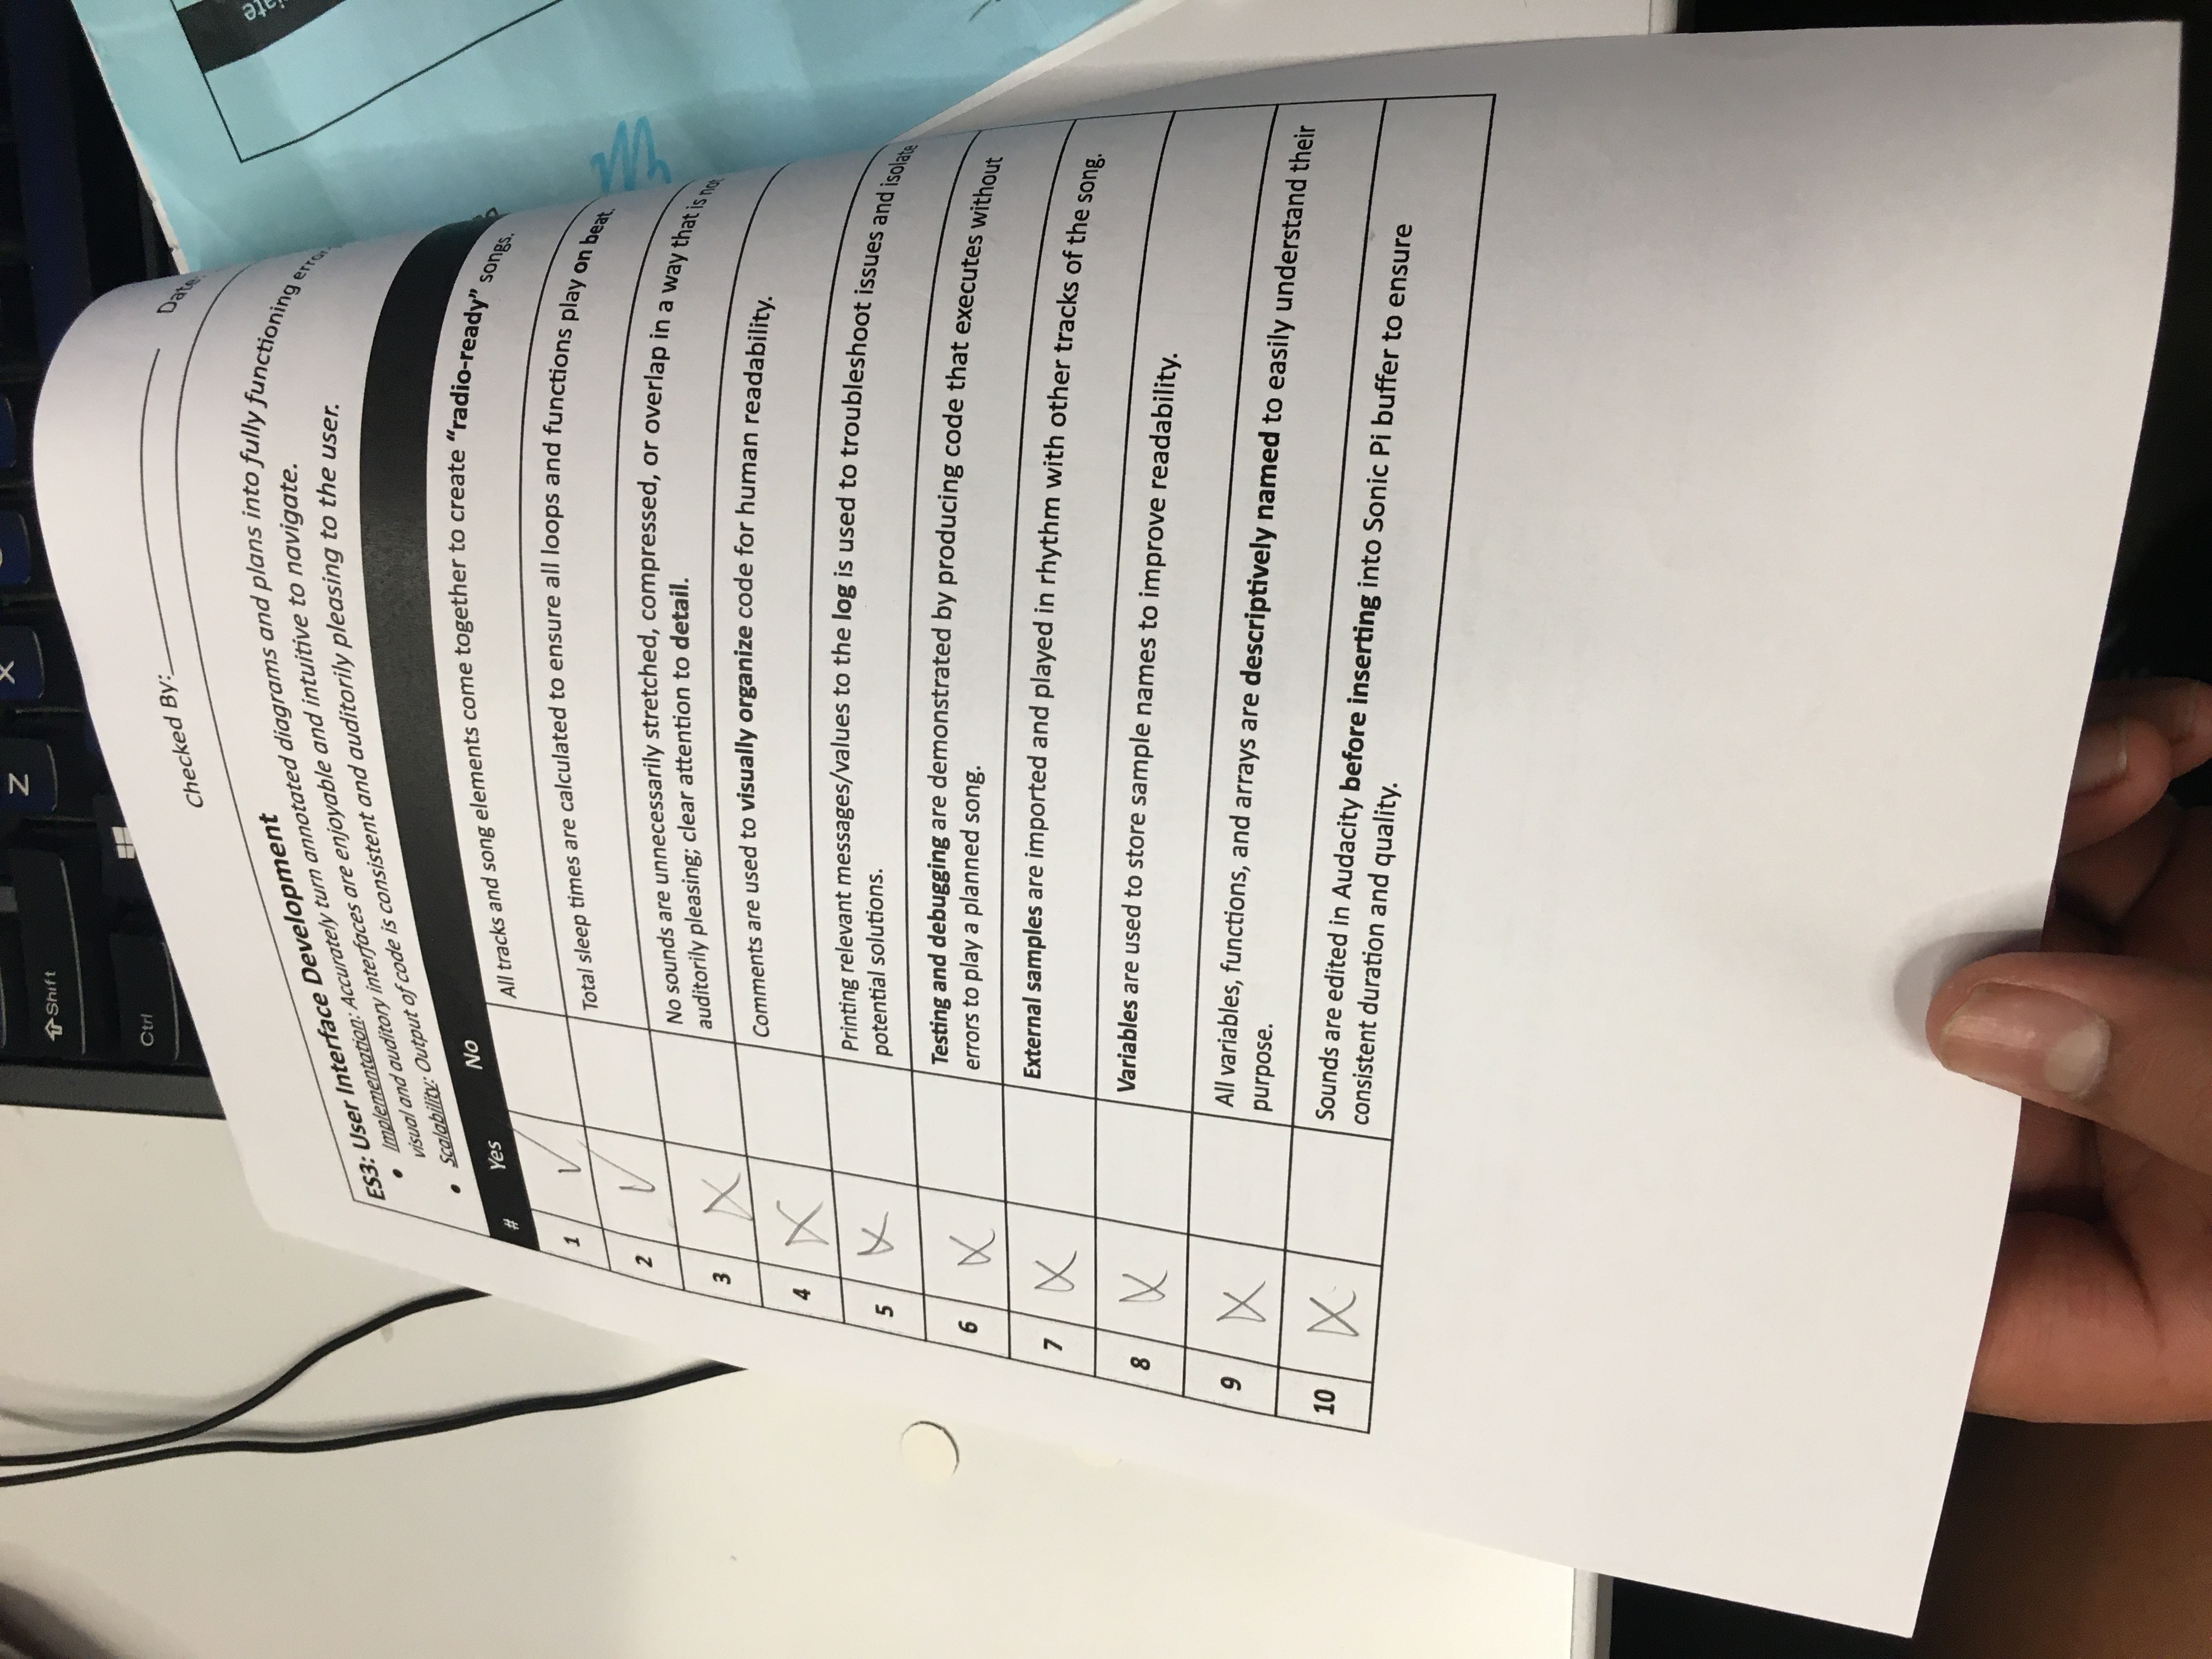 Z
X
Shift
Ctrl
Checked By:
Date:
ES3: User Interface Development
• Implementation: Accurately turn annotated diagrams and plans into fully functioning
visual and auditory interfaces are enjoyable and intuitive to navigate.
• Scalability: Output of code is consistent and auditorily pleasing to the user.
# Yes No
1 ✓ All tracks and song elements come together to create “radio-ready” songs.
2 ✓ Total sleep times are calculated to ensure all loops and functions play on beat.
3 X No sounds are unnecessarily stretched, compressed, or overlap in a way that is not
auditorily pleasing; clear attention to detail.
4 X Comments are used to visually organize code for human readability.
5 X Printing relevant messages/values to the log is used to troubleshoot issues and isolate
potential solutions.
6 X Testing and debugging are demonstrated by producing code that executes without
errors to play a planned song.
7 X External samples are imported and played in rhythm with other tracks of the song.
8 X Variables are used to store sample names to improve readability.
9 X All variables, functions, and arrays are descriptively named to easily understand their
purpose.
10 X Sounds are edited in Audacity before inserting into Sonic Pi buffer to ensure
consistent duration and quality.